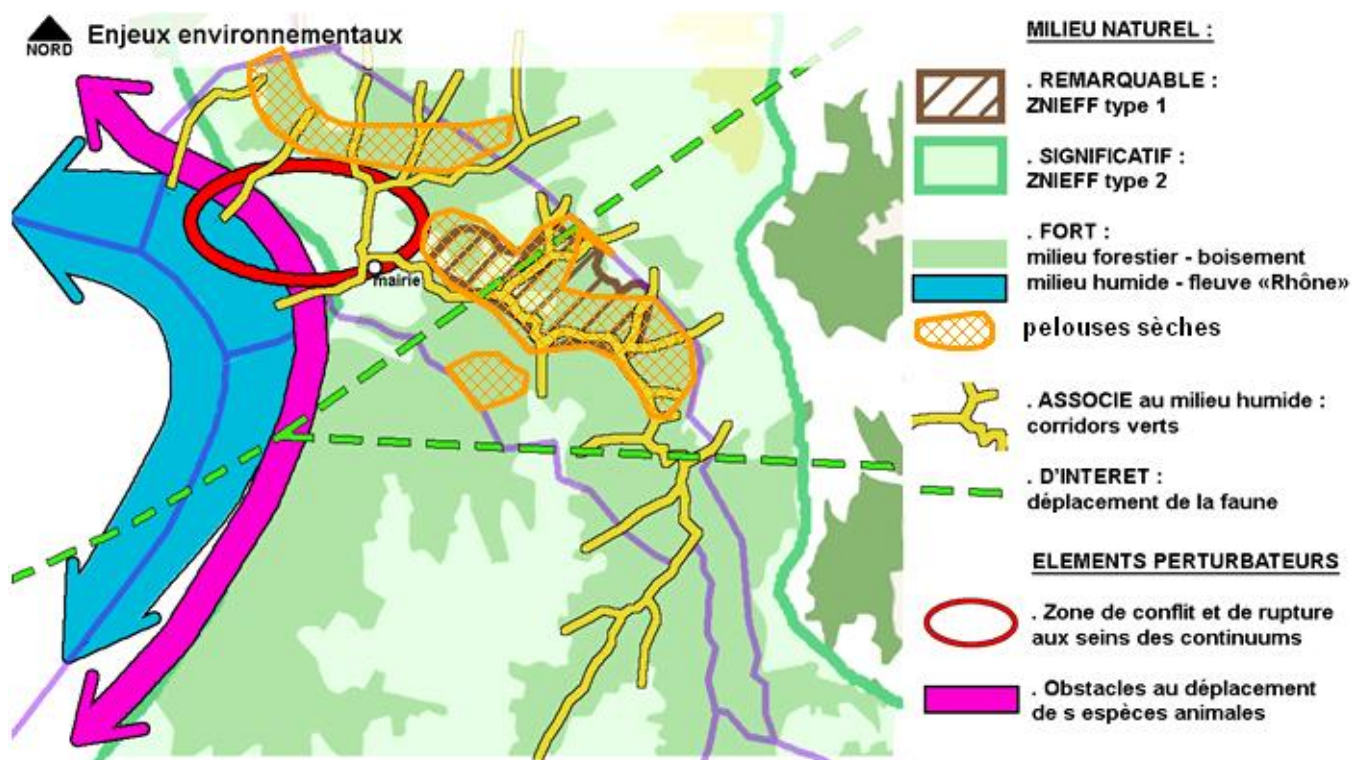 NORD
Enjeux environnementaux
mairie
MILIEU NATUREL :
. REMARQUABLE :
ZNIEFF type 1
. SIGNIFICATIF :
ZNIEFF type 2
. FORT :
milieu forestier - boisement
milieu humide - fleuve «Rhône»
pelouses sèches
. ASSOCIE au milieu humide :
corridors verts
. D'INTERET :
déplacement de la faune
ELEMENTS PERTURBATEURS
. Zone de conflit et de rupture
aux seins des continuums
. Obstacles au déplacement
de s espèces animales